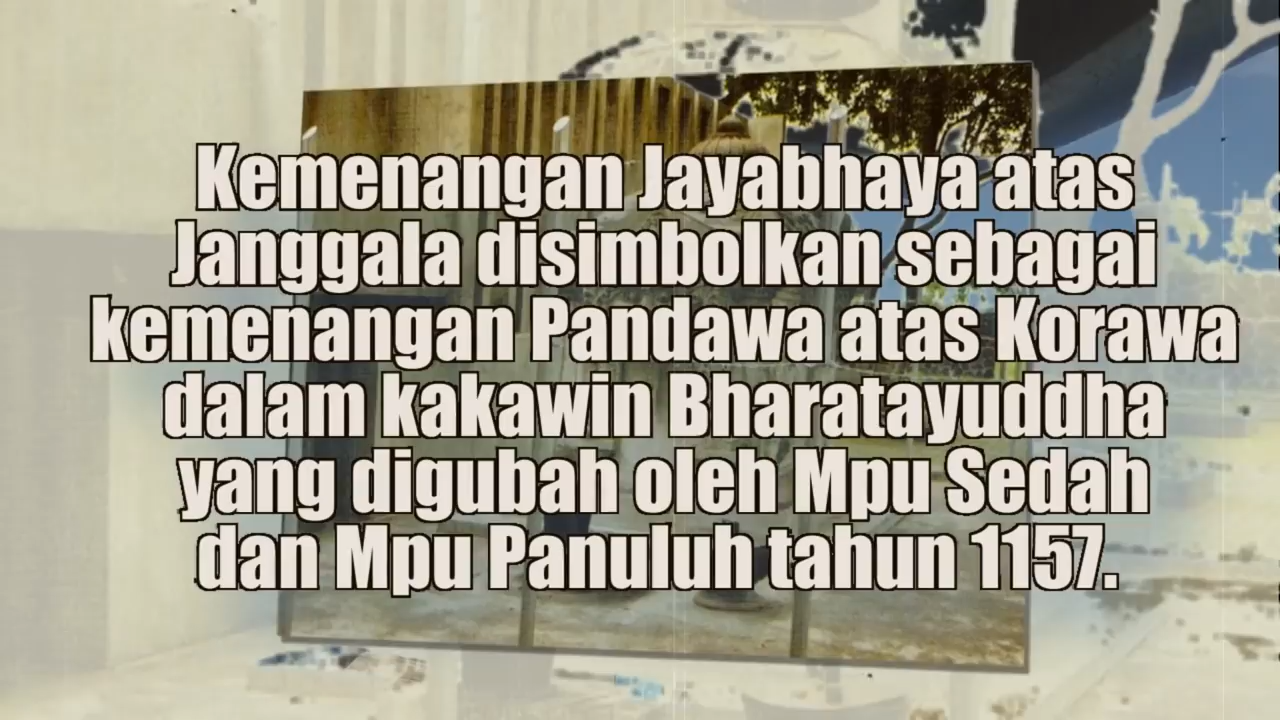 Kemenangan Jayabhaya atas
Janggala disimbolkan sebagai
kemenangan Pandawa atas Korawa
dalam kakawin Bharatayuddha
yang digubah oleh Mpu Sedah
dan Mpu Panuluh tahun 1157.